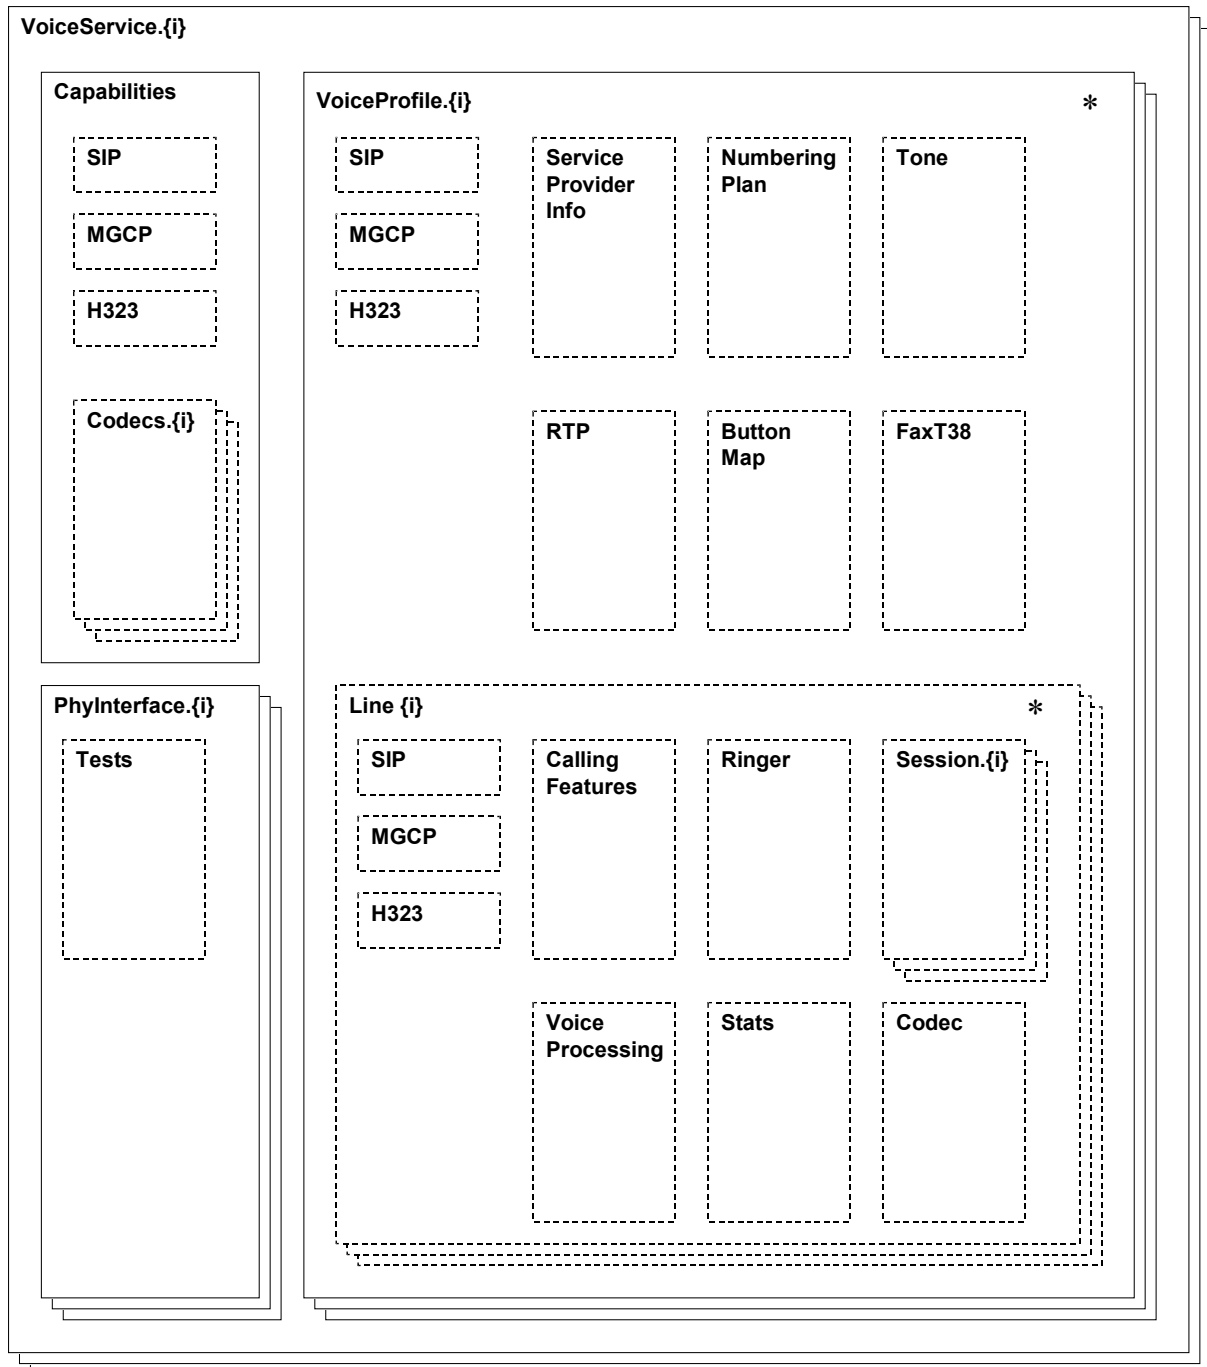 VoiceService.{i}
Capabilities
SIP
MGCP
H323
Codecs.{i}
VoiceProfile.{i}
*
SIP
MGCP
H323
Service
Provider
Info
Numbering
Plan
Tone
RTP
Button
Map
FaxT38
PhyInterface.{i}
Tests
Line {i}
*
SIP
MGCP
H323
Calling
Features
Ringer
Session.{i}
Voice
Processing
Stats
Codec